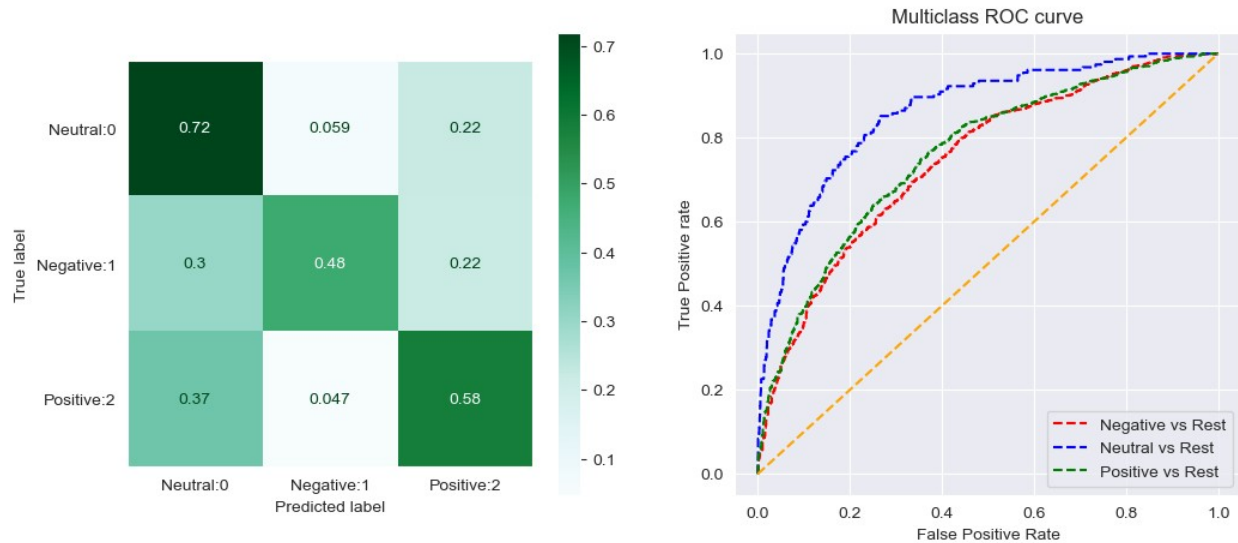 Neutral:0
Negative:1
Positive:2
True label
0.72 0.059 0.22
0.3 0.48 0.22
0.37 0.047 0.58
Neutral:0 Negative:1 Positive:2
Predicted label
0.7
0.6
0.5
0.4
0.3
0.2
0.1
Multiclass ROC curve
True Positive rate
1.0
0.8
0.6
0.4
0.2
0.0
Negative vs Rest
Neutral vs Rest
Positive vs Rest
0.0 0.2 0.4 0.6 0.8 1.0
False Positive Rate